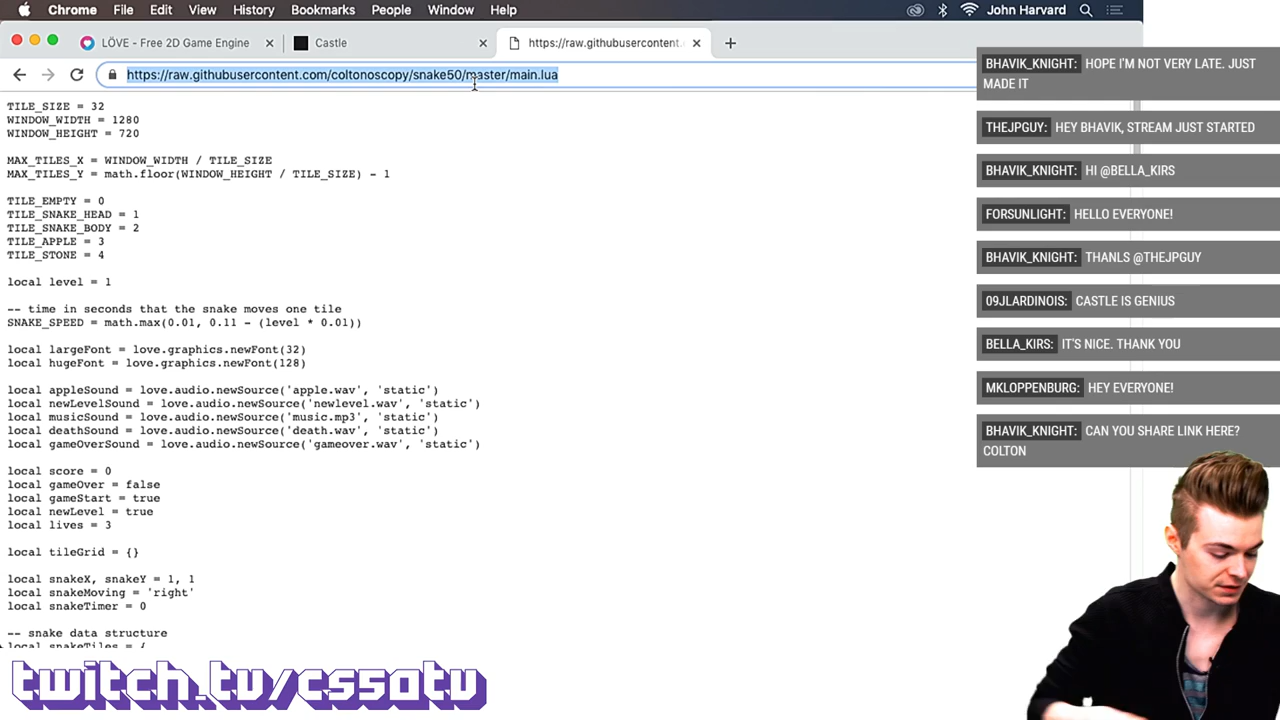 Chrome File Edit View History Bookmarks People Window Help John Harvard
LÖVE - Free 2D Game Engine Castle https://raw.githubusercontent.
https://raw.githubusercontent.com/coltonoscopy/snake50/master/main.lua
TILE_SIZE = 32
WINDOW_WIDTH = 1280
WINDOW_HEIGHT = 720
MAX_TILES_X = WINDOW_WIDTH / TILE_SIZE
MAX_TILES_Y = math.floor(WINDOW_HEIGHT / TILE_SIZE) - 1
TILE_EMPTY = 0
TILE_SNAKE_HEAD = 1
TILE_SNAKE_BODY = 2
TILE_APPLE = 3
TILE_STONE = 4
local level = 1
-- time in seconds that the snake moves one tile
SNAKE_SPEED = math.max(0.01, 0.11 - (level * 0.01))
local largeFont = love.graphics.newFont(32)
local hugeFont = love.graphics.newFont(128)
local appleSound = love.audio.newSource('apple.wav', 'static')
local newLevelSound = love.audio.newSource('newlevel.wav', 'static')
local musicSound = love.audio.newSource('music.mp3', 'static')
local deathSound = love.audio.newSource('death.wav', 'static')
local gameOverSound = love.audio.newSource('gameover.wav', 'static')
local score = 0
local gameOver = false
local gameStart = true
local newLevel = true
local lives = 3
local tileGrid = {}
local snakeX, snakeY = 1, 1
local snakeMoving = 'right'
local snakeTimer = 0
-- snake data structure
local snakeTiles = {
BHAVIK_KNIGHT: HOPE I'M NOT VERY LATE. JUST
MADE IT
THEJPGUY: HEY BHAVIK, STREAM JUST STARTED
BHAVIK_KNIGHT: HI @BELLA_KIRS
FORSUNLIGHT: HELLO EVERYONE!
BHAVIK_KNIGHT: THANLS @THEJPGUY
09JLARDINOIS: CASTLE IS GENIUS
BELLA_KIRS: IT'S NICE. THANK YOU
MKLOPPENBURG: HEY EVERYONE!
BHAVIK_KNIGHT: CAN YOU SHARE LINK HERE?
COLTON
twitch.tv/cs50tv